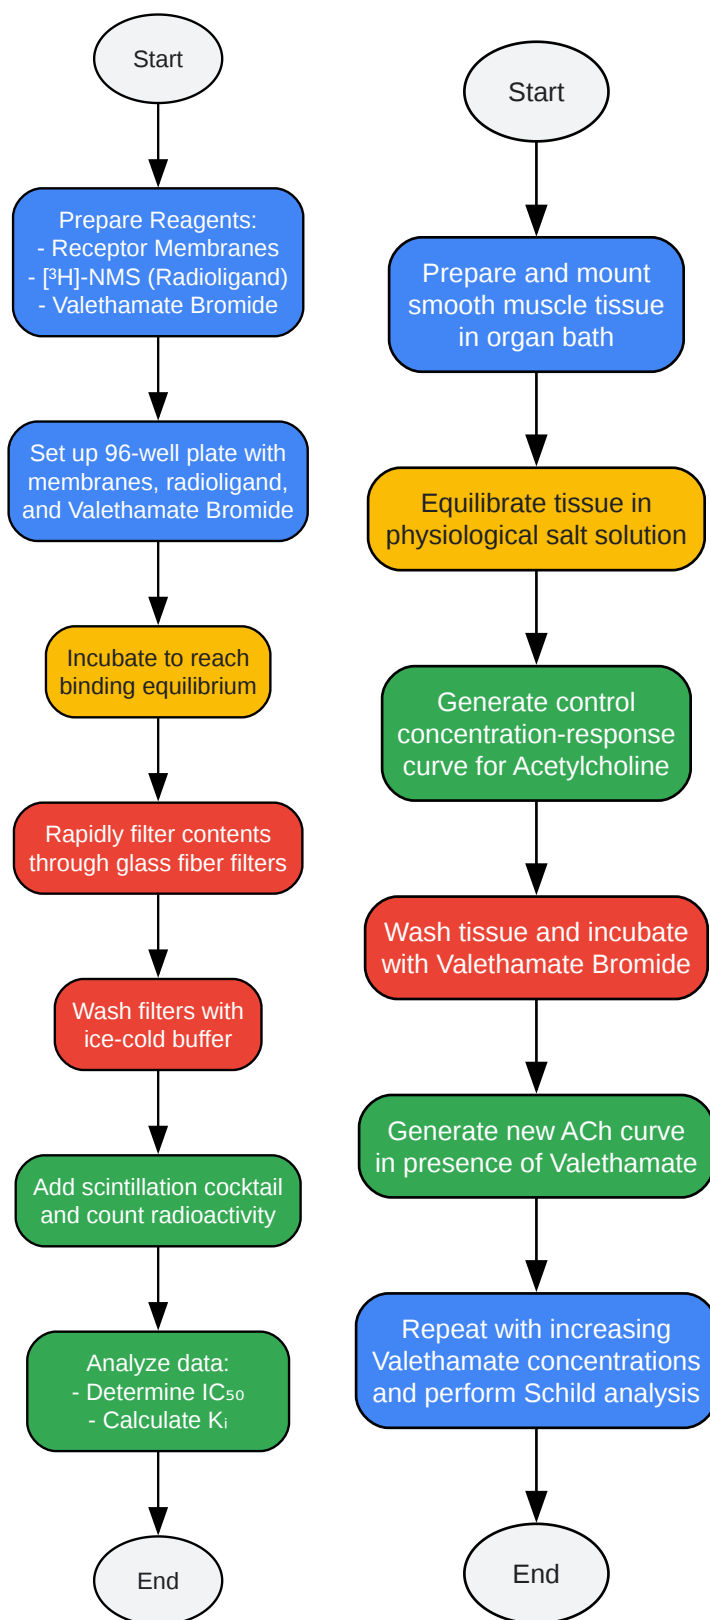 Start
Prepare Reagents:
- Receptor Membranes
- [³H]-NMS (Radioligand)
- Valethamate Bromide
Set up 96-well plate with
membranes, radioligand,
and Valethamate Bromide
Incubate to reach
binding equilibrium
Rapidly filter contents
through glass fiber filters
Wash filters with
ice-cold buffer
Add scintillation cocktail
and count radioactivity
Analyze data:
- Determine IC₅₀
- Calculate Kᵢ
End
Start
Prepare and mount
smooth muscle tissue
in organ bath
Equilibrate tissue in
physiological salt solution
Generate control
concentration-response
curve for Acetylcholine
Wash tissue and incubate
with Valethamate Bromide
Generate new ACh curve
in presence of Valethamate
Repeat with increasing
Valethamate concentrations
and perform Schild analysis
End